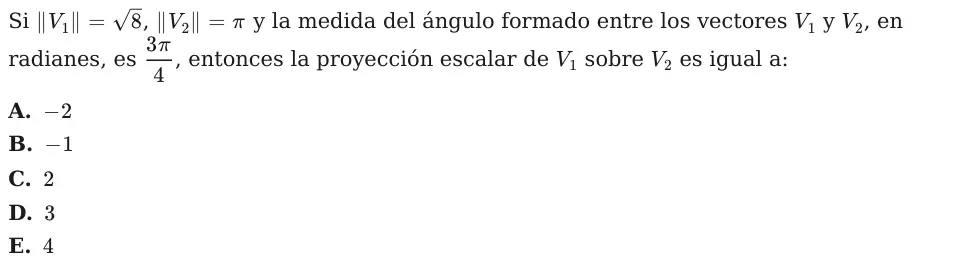 Si ‖V₁‖ = √8, ‖V₂‖ = π y la medida del ángulo formado entre los vectores V₁ y V₂, en
radianes, es 3π/4, entonces la proyección escalar de V₁ sobre V₂ es igual a:
A. −2
B. −1
C. 2
D. 3
E. 4